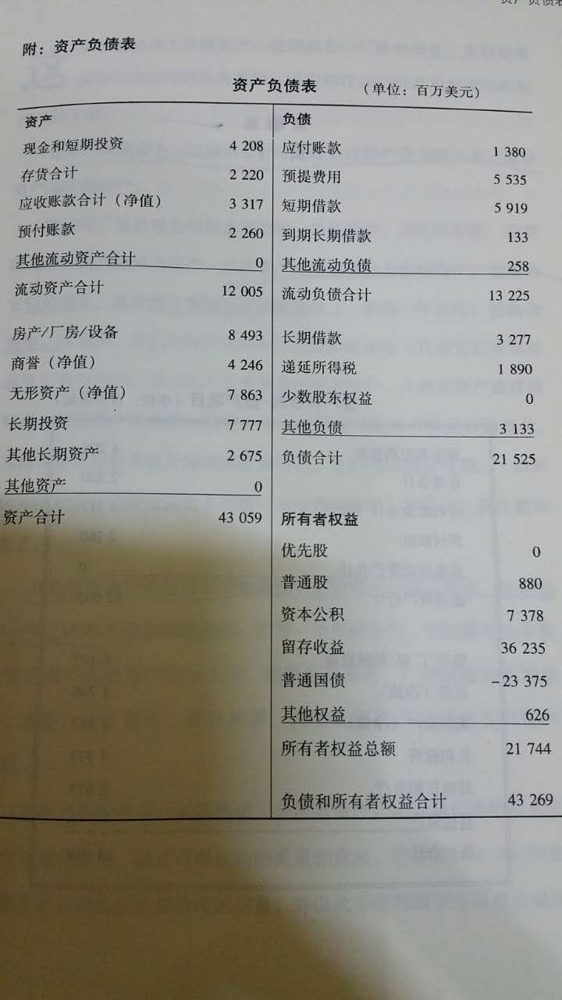 附：资产负债表
资产负债表 （单位：百万美元）
资产
现金和短期投资 4 208
存货合计 2 220
应收账款合计（净值） 3 317
预付账款 2 260
其他流动资产合计 0
流动资产合计 12 005
房产/厂房/设备 8 493
商誉（净值） 4 246
无形资产（净值） 7 863
长期投资 7 777
其他长期资产 2 675
其他资产 0
资产合计 43 059
负债
应付账款 1 380
预提费用 5 535
短期借款 5 919
到期长期借款 133
其他流动负债 258
流动负债合计 13 225
长期借款 3 277
递延所得税 1 890
少数股东权益 0
其他负债 3 133
负债合计 21 525
所有者权益
优先股 0
普通股 880
资本公积 7 378
留存收益 36 235
普通国债 -23 375
其他权益 626
所有者权益总额 21 744
负债和所有者权益合计 43 269